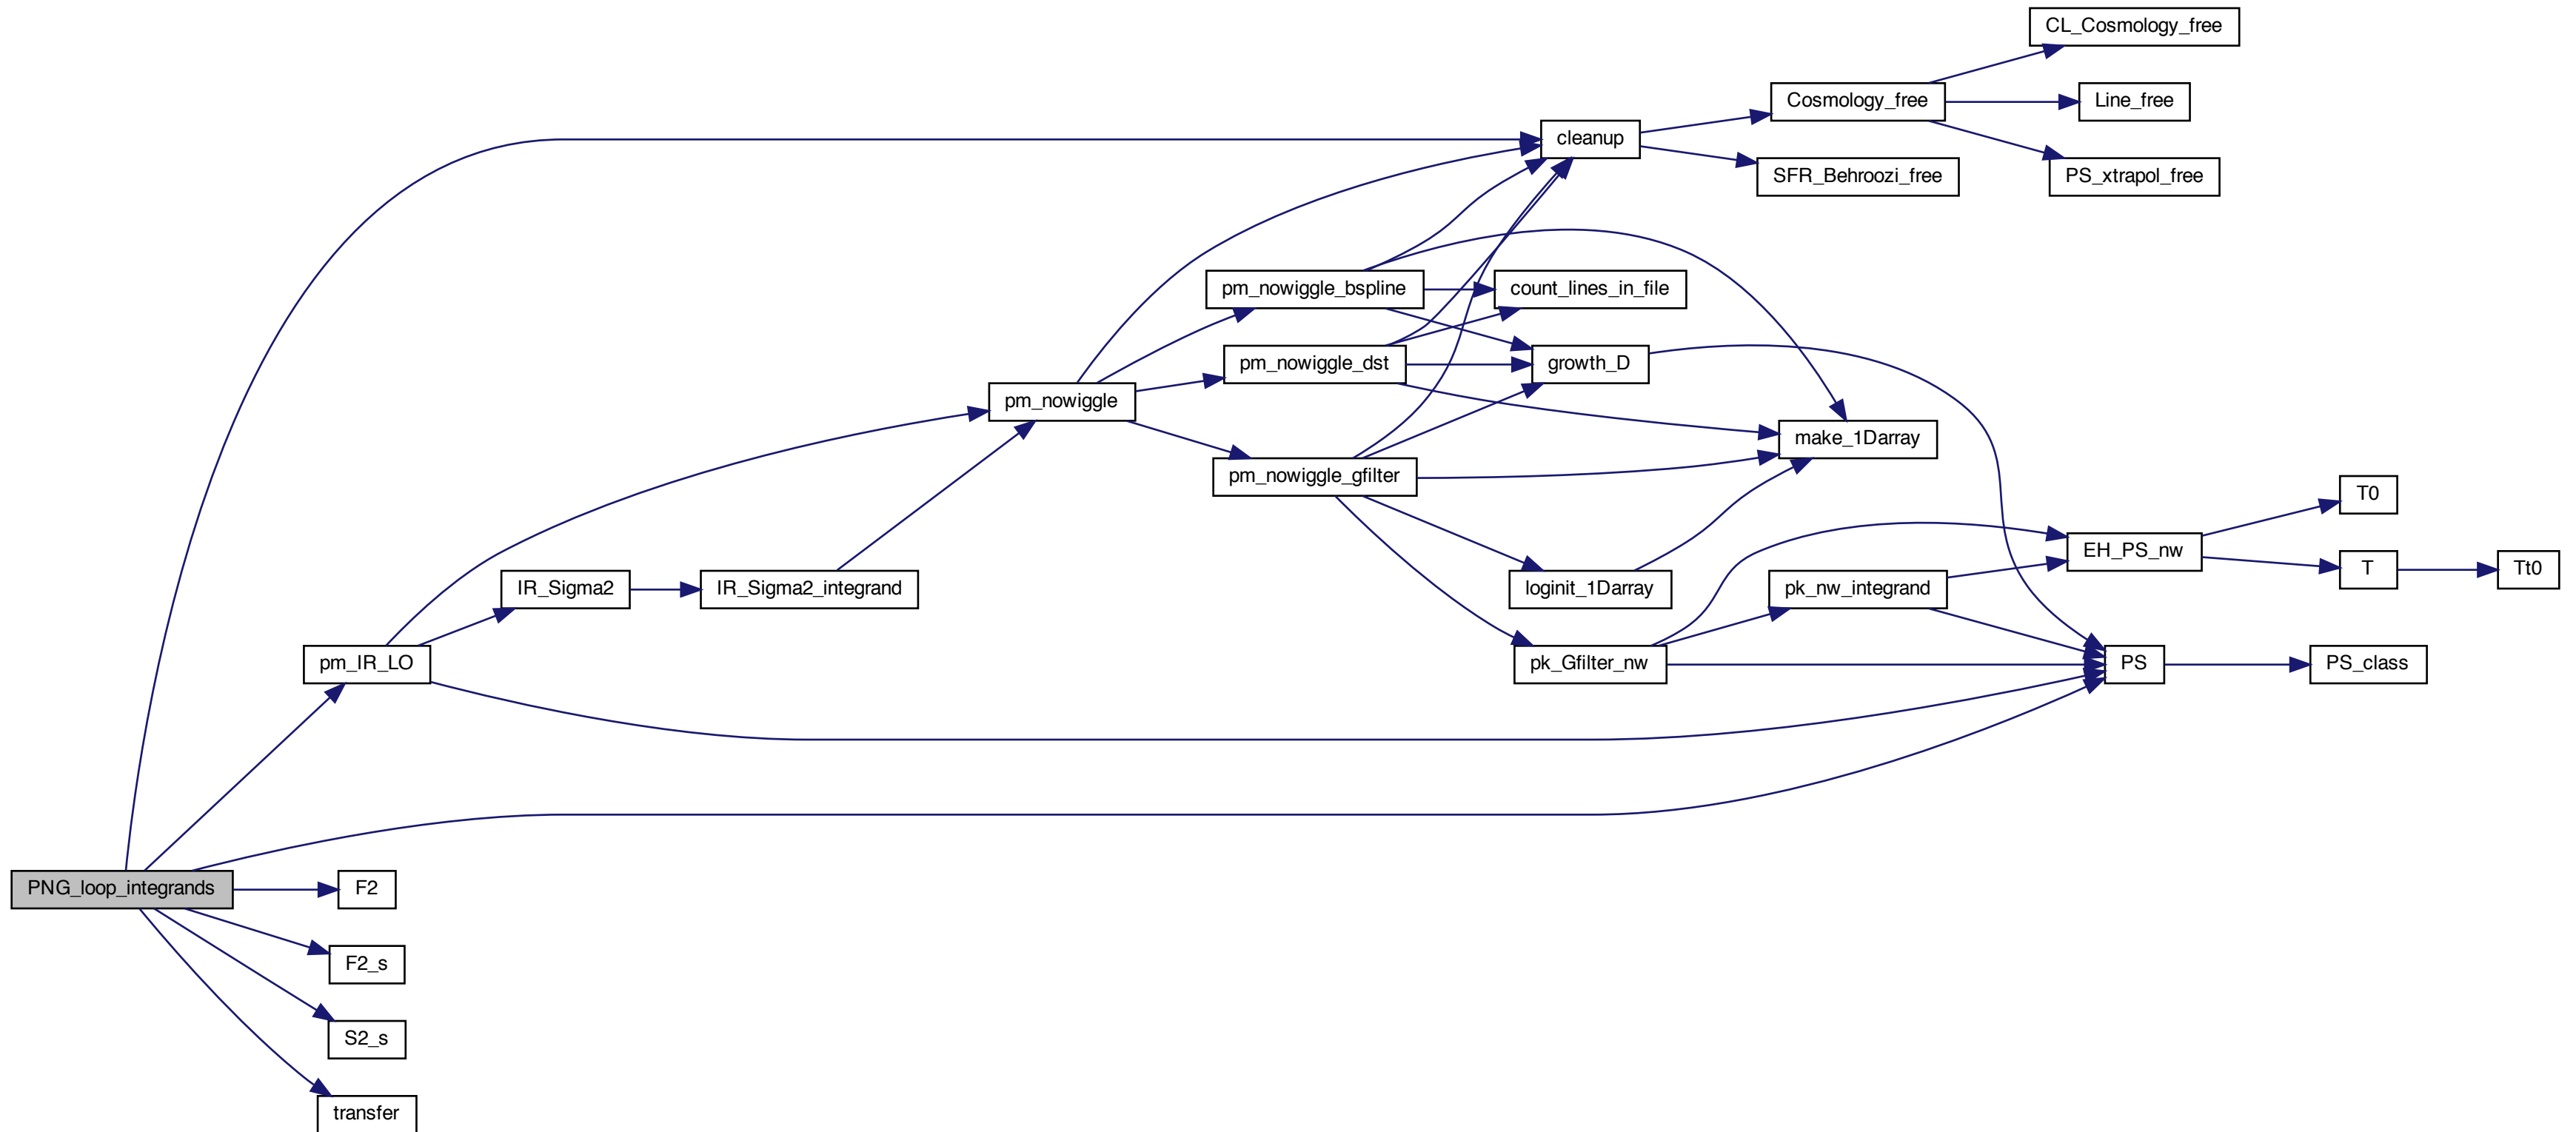 CL_Cosmology_free
Cosmology_free
Line_free
cleanup
SFR_Behroozi_free
PS_xtrapol_free
pm_nowiggle_bspline
count_lines_in_file
pm_nowiggle_dst
growth_D
pm_nowiggle
make_1Darray
pm_nowiggle_gfilter
T0
EH_PS_nw
T
Tt0
IR_Sigma2
IR_Sigma2_integrand
loginit_1Darray
pk_nw_integrand
pm_IR_LO
pk_Gfilter_nw
PS
PS_class
PNG_loop_integrands
F2
F2_s
S2_s
transfer